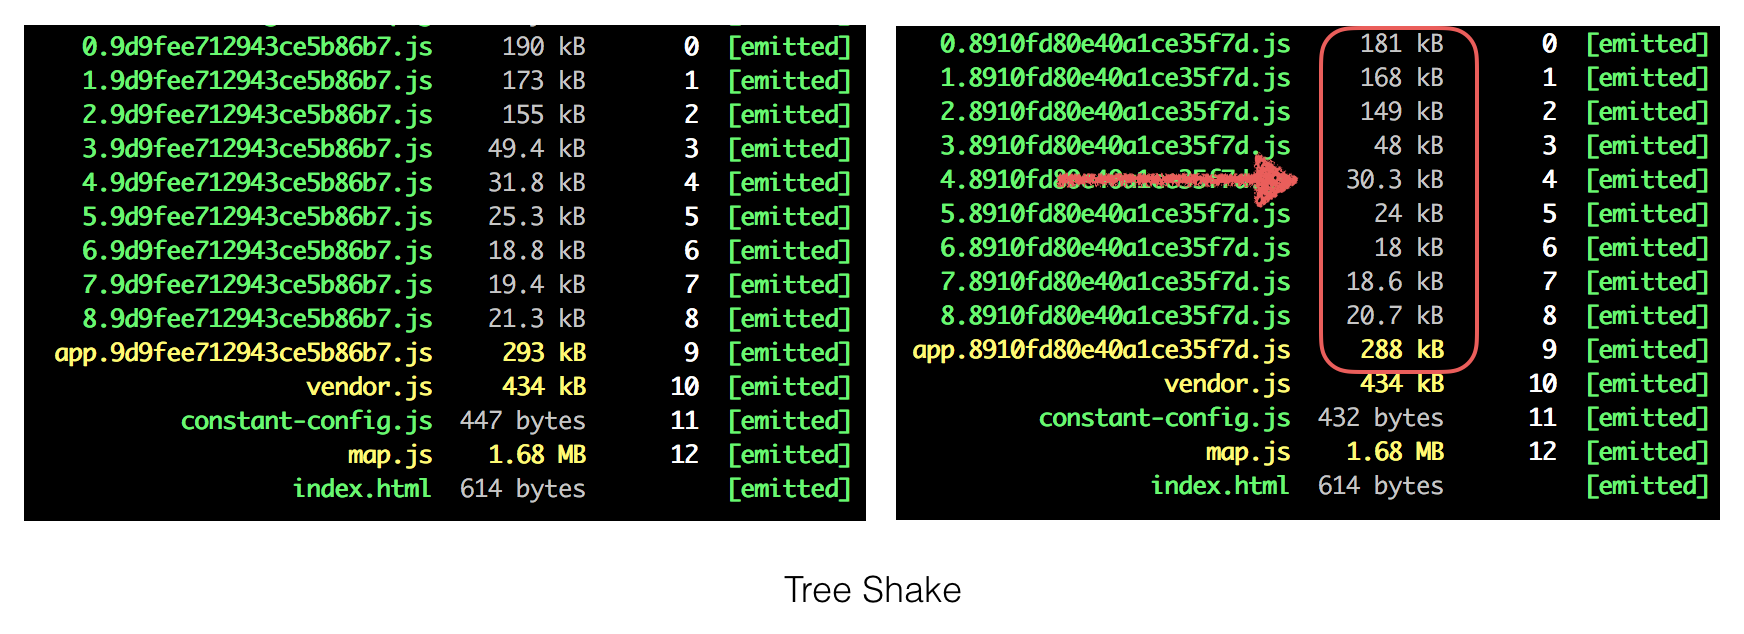 0.9d9fee712943ce5b86b7.js 190 kB 0 [emitted]
1.9d9fee712943ce5b86b7.js 173 kB 1 [emitted]
2.9d9fee712943ce5b86b7.js 155 kB 2 [emitted]
3.9d9fee712943ce5b86b7.js 49.4 kB 3 [emitted]
4.9d9fee712943ce5b86b7.js 31.8 kB 4 [emitted]
5.9d9fee712943ce5b86b7.js 25.3 kB 5 [emitted]
6.9d9fee712943ce5b86b7.js 18.8 kB 6 [emitted]
7.9d9fee712943ce5b86b7.js 19.4 kB 7 [emitted]
8.9d9fee712943ce5b86b7.js 21.3 kB 8 [emitted]
app.9d9fee712943ce5b86b7.js 293 kB 9 [emitted]
vendor.js 434 kB 10 [emitted]
constant-config.js 447 bytes 11 [emitted]
map.js 1.68 MB 12 [emitted]
index.html 614 bytes [emitted]
0.8910fd80e40a1ce35f7d.js 181 kB 0 [emitted]
1.8910fd80e40a1ce35f7d.js 168 kB 1 [emitted]
2.8910fd80e40a1ce35f7d.js 149 kB 2 [emitted]
3.8910fd80e40a1ce35f7d.js 48 kB 3 [emitted]
4.8910fd80e40a1ce35f7d.js 30.3 kB 4 [emitted]
5.8910fd80e40a1ce35f7d.js 24 kB 5 [emitted]
6.8910fd80e40a1ce35f7d.js 18 kB 6 [emitted]
7.8910fd80e40a1ce35f7d.js 18.6 kB 7 [emitted]
8.8910fd80e40a1ce35f7d.js 20.7 kB 8 [emitted]
app.8910fd80e40a1ce35f7d.js 288 kB 9 [emitted]
vendor.js 434 kB 10 [emitted]
constant-config.js 432 bytes 11 [emitted]
map.js 1.68 MB 12 [emitted]
index.html 614 bytes [emitted]
Tree Shake